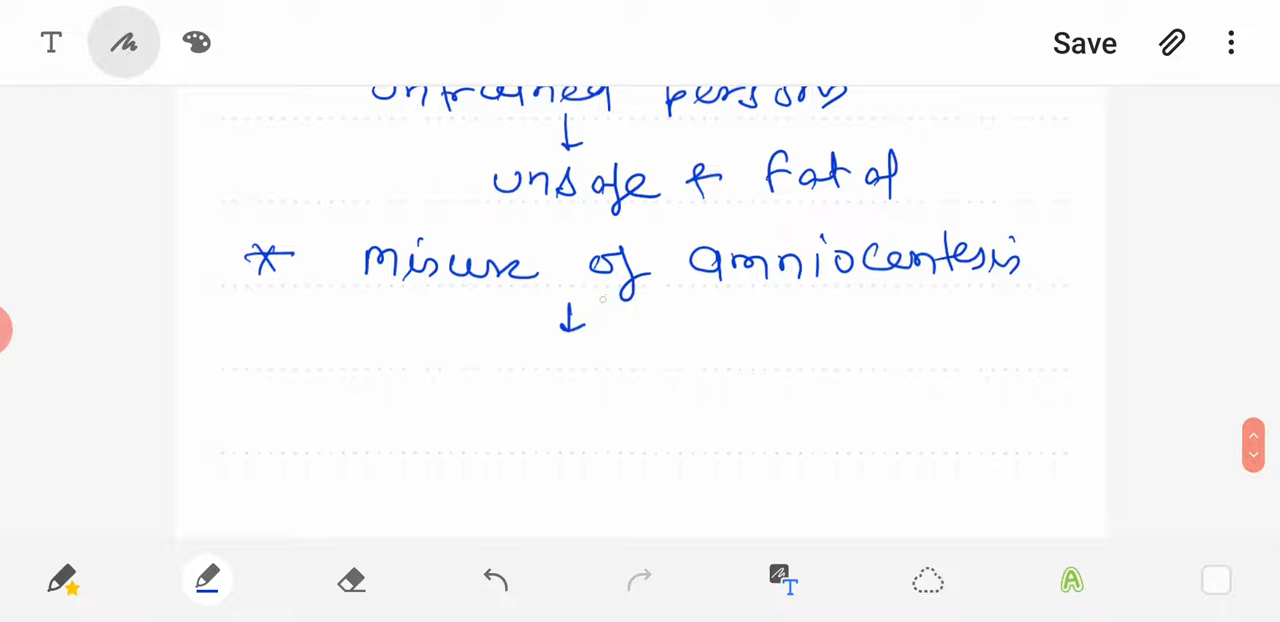 T Save
untrained persons
↓
unsafe & fatal
* misuse of amniocentesis
↓
T A